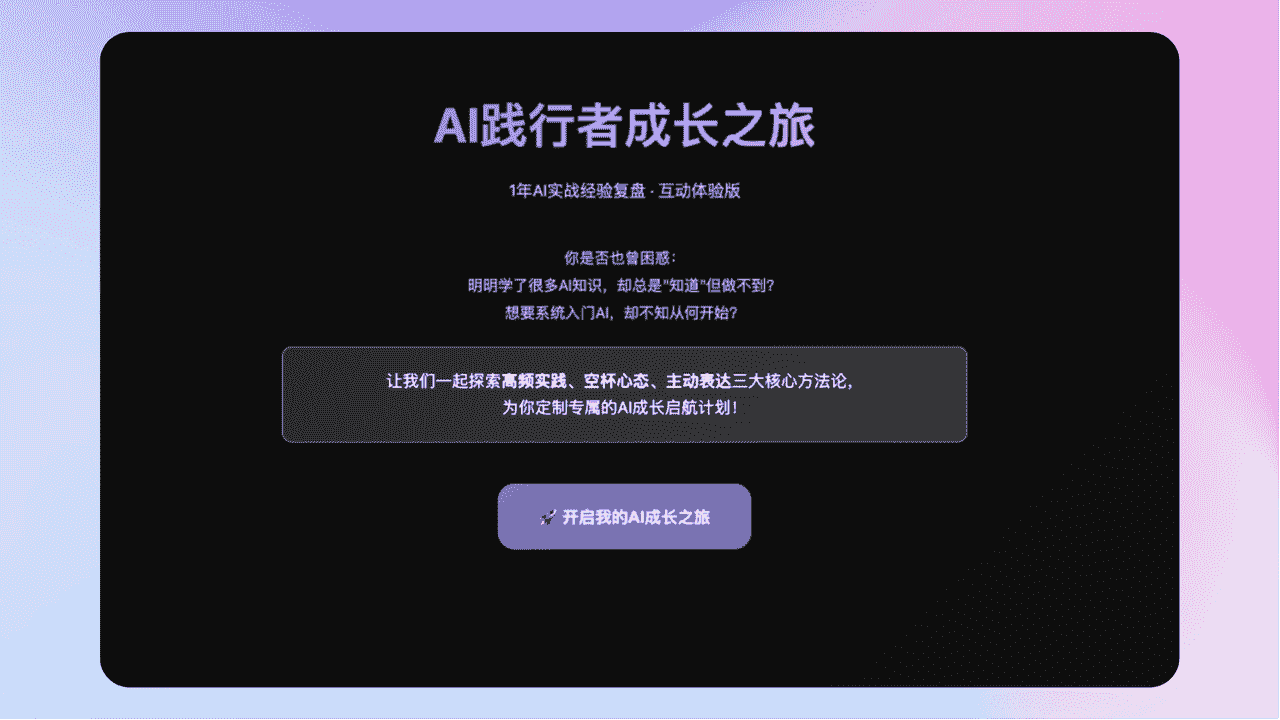 AI践行者成长之旅
1年AI实战经验复盘 · 互动体验版
你是否也曾困惑：
明明学了很多AI知识，却总是"知道"但做不到？
想要系统入门AI，却不知从何开始？
让我们一起探索高频实践、空杯心态、主动表达三大核心方法论，
为你定制专属的AI成长启航计划！
🚀 开启我的AI成长之旅